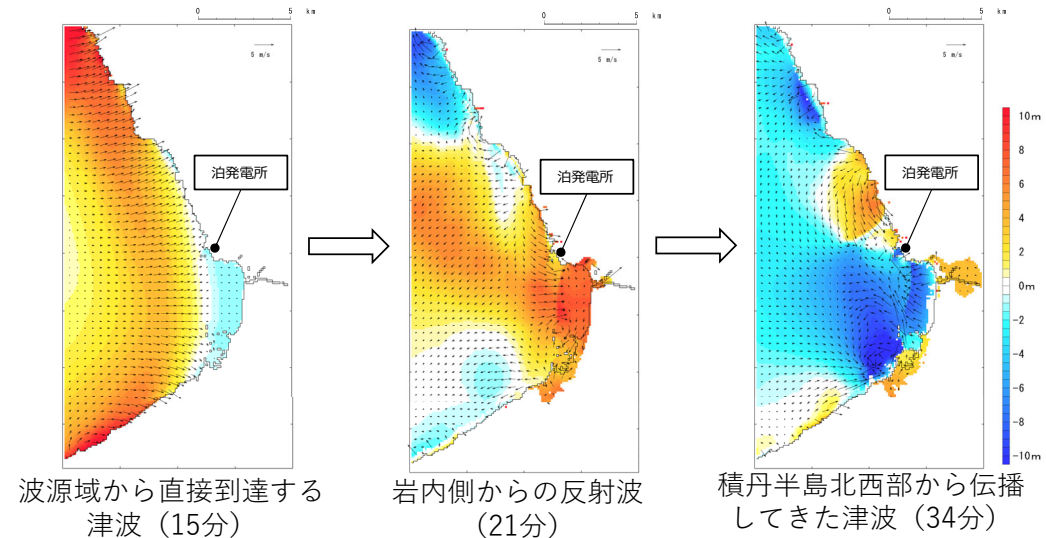 0 5 km
5 m/s
泊発電所
0 5 km
5 m/s
泊発電所
0 5 km
5 m/s
泊発電所
10m
8
6
4
2
0m
-2
-4
-6
-8
-10m
波源域から直接到達する
津波（15分）
岩内側からの反射波
（21分）
積丹半島北西部から伝播
してきた津波（34分）